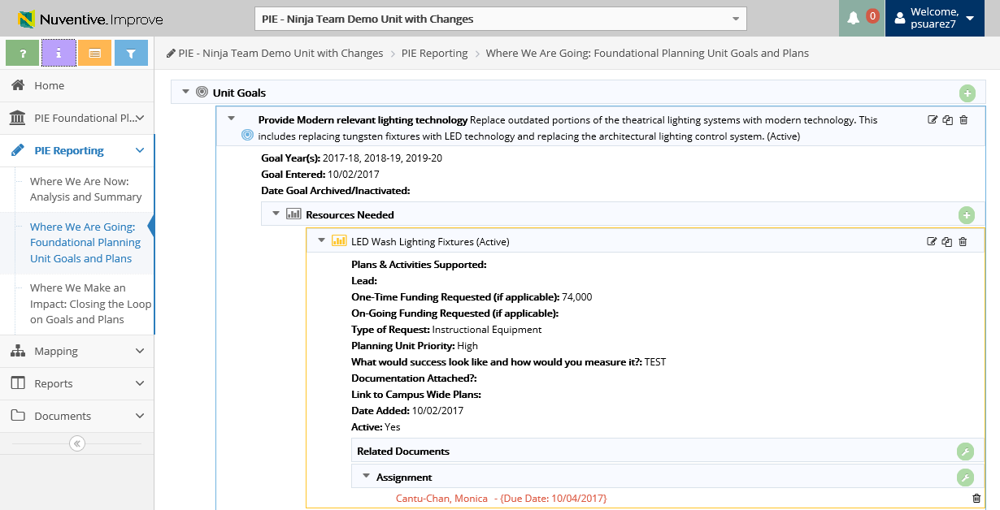 Nuventive.Improve
PIE - Ninja Team Demo Unit with Changes
0
Welcome,
psuarez7
?
i
PIE - Ninja Team Demo Unit with Changes > PIE Reporting > Where We Are Going: Foundational Planning Unit Goals and Plans
Home
PIE Foundational Pl...
PIE Reporting
Where We Are Now:
Analysis and Summary
Where We Are Going:
Foundational Planning
Unit Goals and Plans
Where We Make an
Impact: Closing the Loop
on Goals and Plans
Mapping
Reports
Documents
Unit Goals
Provide Modern relevant lighting technology Replace outdated portions of the theatrical lighting systems with modern technology. This
includes replacing tungsten fixtures with LED technology and replacing the architectural lighting control system. (Active)
Goal Year(s): 2017-18, 2018-19, 2019-20
Goal Entered: 10/02/2017
Date Goal Archived/Inactivated:
Resources Needed
LED Wash Lighting Fixtures (Active)
Plans & Activities Supported:
Lead:
One-Time Funding Requested (if applicable): 74,000
On-Going Funding Requested (if applicable):
Type of Request: Instructional Equipment
Planning Unit Priority: High
What would success look like and how would you measure it?: TEST
Documentation Attached?:
Link to Campus Wide Plans:
Date Added: 10/02/2017
Active: Yes
Related Documents
Assignment
Cantu-Chan, Monica - {Due Date: 10/04/2017}